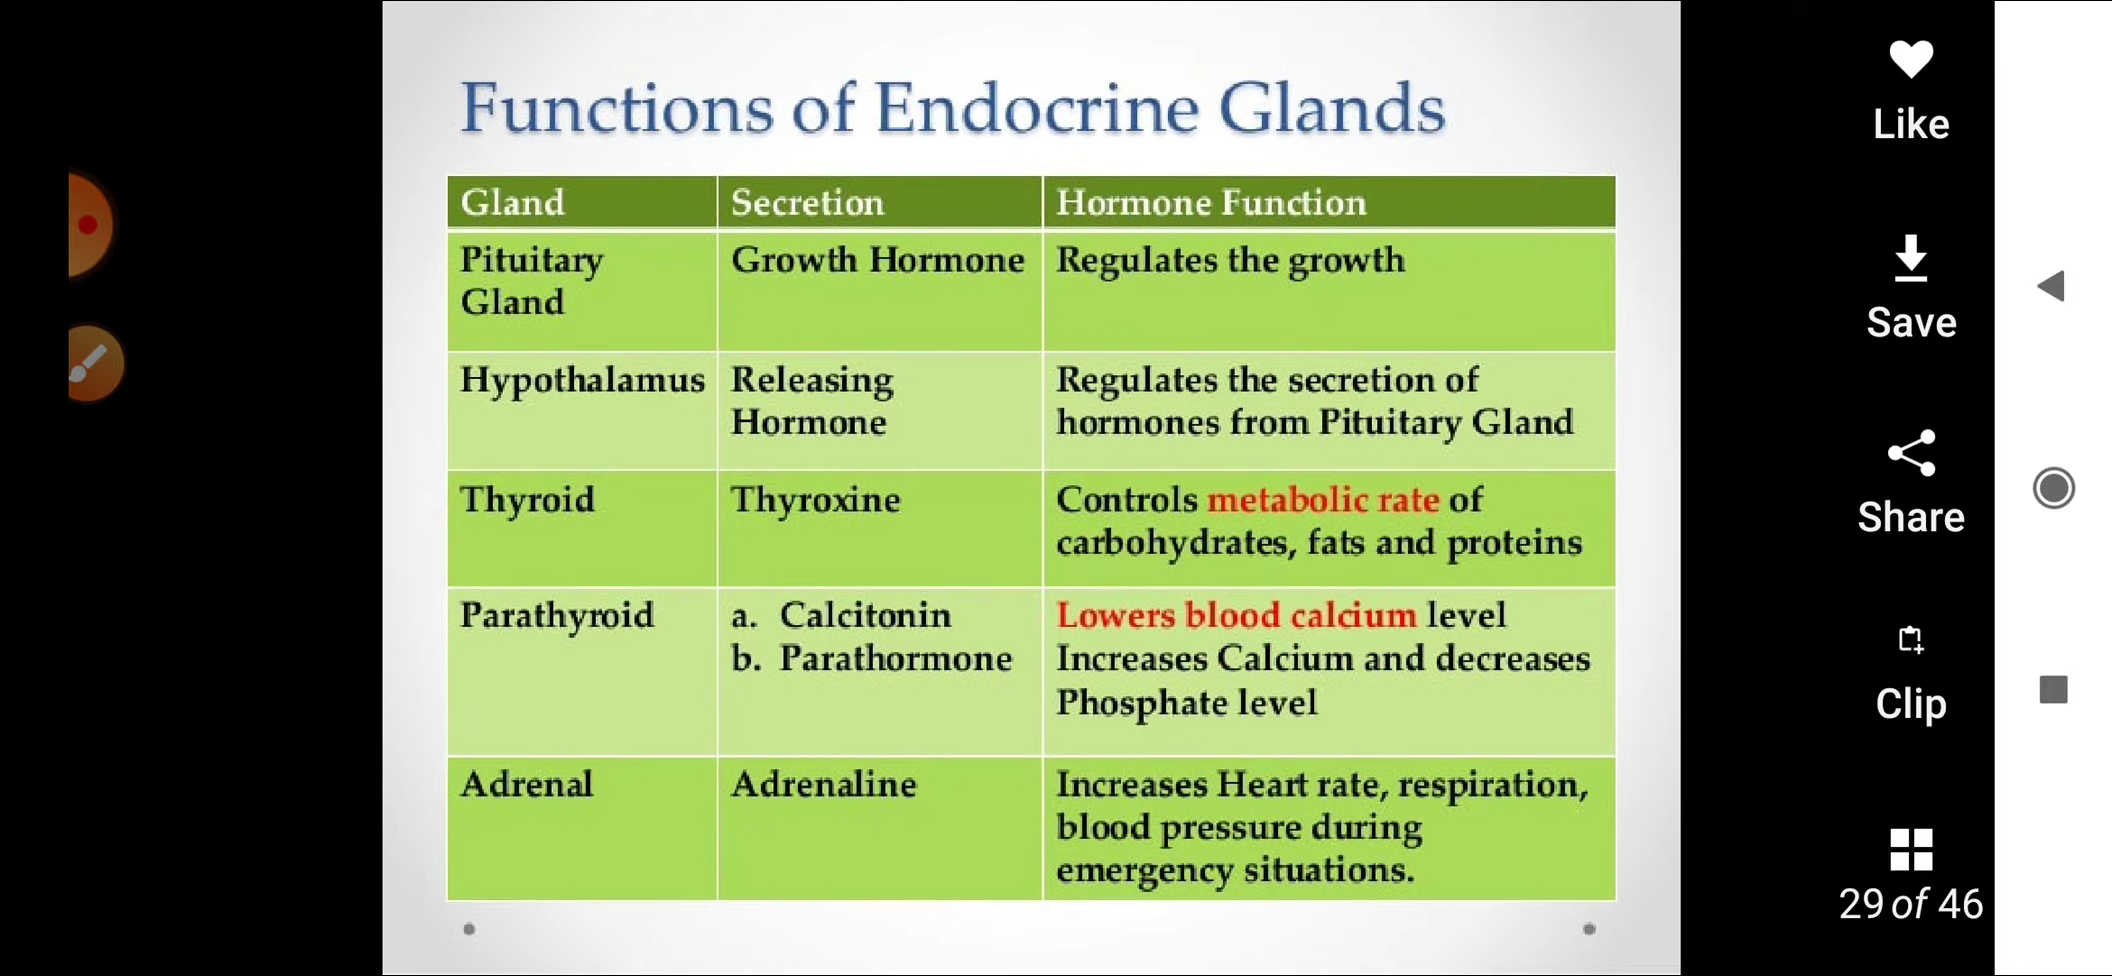 Functions of Endocrine Glands
Gland Secretion Hormone Function
Pituitary Growth Hormone Regulates the growth
Gland
Hypothalamus Releasing Regulates the secretion of
Hormone hormones from Pituitary Gland
Thyroid Thyroxine Controls metabolic rate of
carbohydrates, fats and proteins
Parathyroid a. Calcitonin Lowers blood calcium level
b. Parathormone Increases Calcium and decreases
Phosphate level
Adrenal Adrenaline Increases Heart rate, respiration,
blood pressure during
emergency situations.
Like
Save
Share
Clip
29 of 46